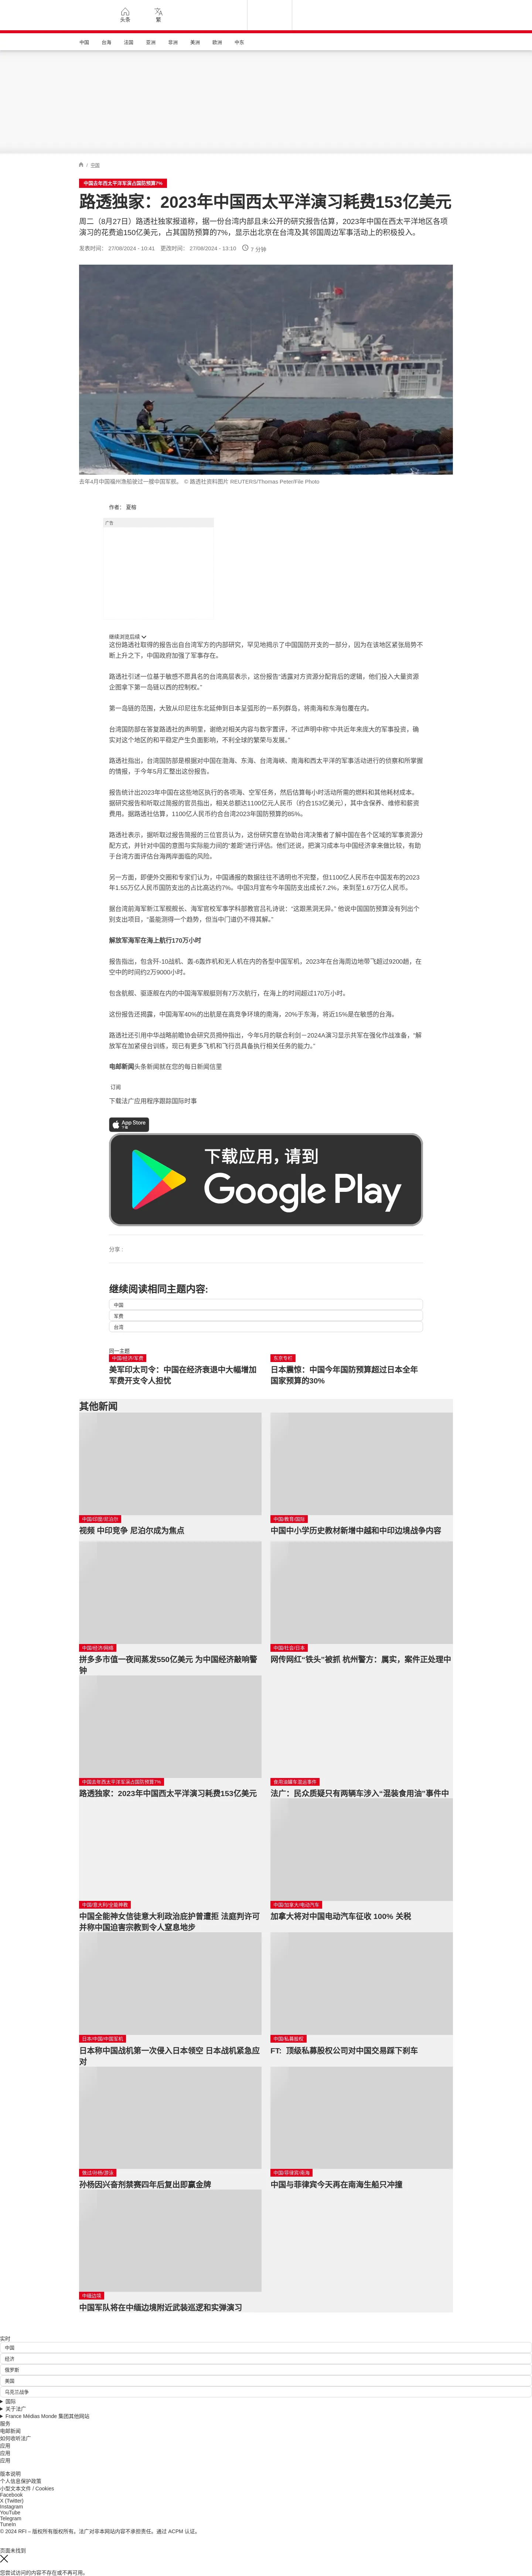 头条
繁
中国
台海
法国
亚洲
非洲
美洲
欧洲
中东
/ 中国
中国去年西太平洋军演占国防预算7%
路透独家：2023年中国西太平洋演习耗费153亿美元
周二（8月27日）路透社独家报道称，据一份台湾内部且未公开的研究报告估算，2023年中国在西太平洋地区各项
演习的花费逾150亿美元，占其国防预算的7%，显示出北京在台湾及其邻国周边军事活动上的积极投入。
发表时间： 27/08/2024 - 10:41 更改时间： 27/08/2024 - 13:10 7 分钟
去年4月中国福州渔船驶过一艘中国军舰。 © 路透社资料图片 REUTERS/Thomas Peter/File Photo
作者： 夏榕
广告
继续浏览后续
这份路透社取得的报告出自台湾军方的内部研究，罕见地揭示了中国国防开支的一部分，因为在该地区紧张局势不
断上升之下，中国政府加强了军事存在。
路透社引述一位基于敏感不愿具名的台湾高层表示，这份报告“透露对方资源分配背后的逻辑，他们投入大量资源
企图拿下第一岛链以西的控制权。”
第一岛链的范围，大致从印尼往东北延伸到日本呈弧形的一系列群岛，将南海和东海包覆在内。
台湾国防部在答复路透社的声明里，谢绝对相关内容与数字置评，不过声明中称“中共近年来庞大的军事投资，确
实对这个地区的和平稳定产生负面影响，不利全球的繁荣与发展。”
路透社指出，台湾国防部是根据对中国在渤海、东海、台湾海峡、南海和西太平洋的军事活动进行的侦察和所掌握
的情报，于今年5月汇整出这份报告。
报告统计出2023年中国在这些地区执行的各项海、空军任务，然后估算每小时活动所需的燃料和其他耗材成本。
据研究报告和听取过简报的官员指出，相关总额达1100亿元人民币（约合153亿美元），其中含保养、维修和薪资
费用。据路透社估算，1100亿人民币约合台湾2023年国防预算的85%。
路透社表示，据听取过报告简报的三位官员认为，这份研究意在协助台湾决策者了解中国在各个区域的军事资源分
配方式，并针对中国的意图与实际能力间的“差距”进行评估。他们还说，把演习成本与中国经济拿来做比较，有助
于台湾方面评估台海两岸面临的风险。
另一方面，即便外交圈和专家们认为，中国通报的数据往往不透明也不完整，但1100亿人民币在中国发布的2023
年1.55万亿人民币国防支出的占比高达约7%。中国3月宣布今年国防支出成长7.2%，来到至1.67万亿人民币。
据台湾前海军新江军舰舰长、海官官校军事学科部教官吕礼诗说：“这跟黑洞无异。” 他说中国国防预算没有列出个
别支出项目，“虽能测得一个趋势，但当中门道仍不得其解。”
解放军海军在海上航行170万小时
报告指出，包含歼-10战机、轰-6轰炸机和无人机在内的各型中国军机，2023年在台海周边地带飞超过9200趟，在
空中的时间约2万9000小时。
包含航舰、驱逐舰在内的中国海军舰艇则有7万次航行，在海上的时间超过170万小时。
这份报告还揭露，中国海军40%的出航是在高竞争环境的南海，20%于东海，将近15%是在敏感的台海。
路透社还引用中华战略前瞻协会研究员揭仲指出，今年5月的联合利剑－2024A演习显示共军在强化作战准备，“解
放军在加紧侵台训练，现已有更多飞机和飞行员具备执行相关任务的能力。”
电邮新闻头条新闻就在您的每日新闻信里
订阅
下载法广应用程序跟踪国际时事
App Store
下载
下载应用，请到
Google Play
分享 :
继续阅读相同主题内容:
中国
军费
台湾
同一主题
中国/经济/军费
美军印太司令：中国在经济衰退中大幅增加
军费开支令人担忧
东京专栏
日本震惊：中国今年国防预算超过日本全年
国家预算的30%
其他新闻
中国/印度/尼泊尔
视频 中印竞争 尼泊尔成为焦点
中国/教育/国际
中国中小学历史教材新增中越和中印边境战争内容
中国/经济/网络
拼多多市值一夜间蒸发550亿美元 为中国经济敲响警
钟
中国/社会/日本
网传网红“铁头”被抓 杭州警方：属实，案件正处理中
中国去年西太平洋军演占国防预算7%
路透独家：2023年中国西太平洋演习耗费153亿美元
食用油罐车混运事件
法广：民众质疑只有两辆车涉入“混装食用油”事件中
中国/意大利/全能神教
中国全能神女信徒意大利政治庇护曾遭拒 法庭判许可
并称中国迫害宗教到令人窒息地步
中国/加拿大/电动汽车
加拿大将对中国电动汽车征收 100% 关税
日本/中国/中国军机
日本称中国战机第一次侵入日本领空 日本战机紧急应
对
中国/私募股权
FT: 顶级私募股权公司对中国交易踩下刹车
微过/孙杨/游泳
孙杨因兴奋剂禁赛四年后复出即赢金牌
中国/菲律宾/南海
中国与菲律宾今天再在南海生船只冲撞
中缅边境
中国军队将在中缅边境附近武装巡逻和实弹演习
实时
中国
经济
俄罗斯
美国
乌克兰战争
国际
关于法广
France Médias Monde 集团其他网站
服务
电邮新闻
如何收听法广
应用
应用
应用
版本说明
个人信息保护政策
小型文本文件 / Cookies
Facebook
X (Twitter)
Instagram
YouTube
Telegram
TuneIn
© 2024 RFI – 版权所有版权所有。法广对非本网站内容不承担责任。通过 ACPM 认证。
页面未找到
您尝试访问的内容不存在或不再可用。